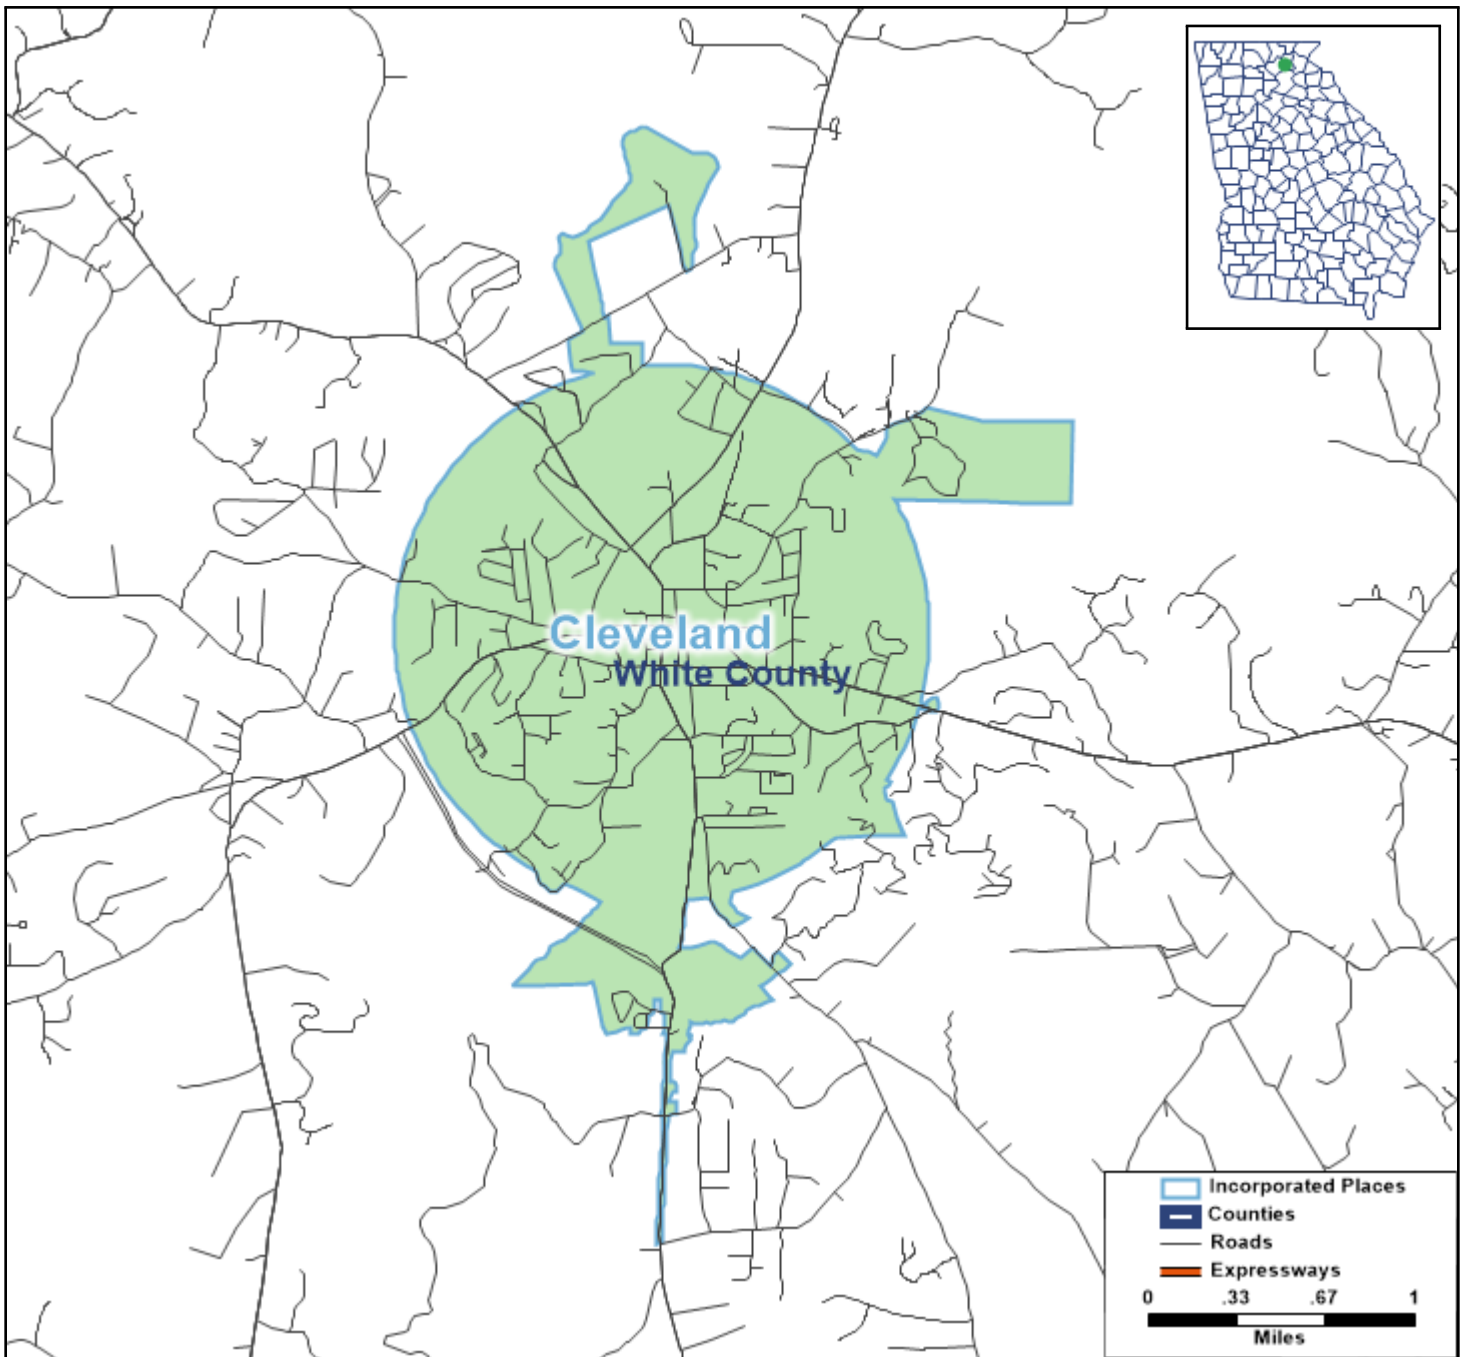 Cleveland
White County
Incorporated Places
Counties
Roads
Expressways
0 .33 .67 1
Miles